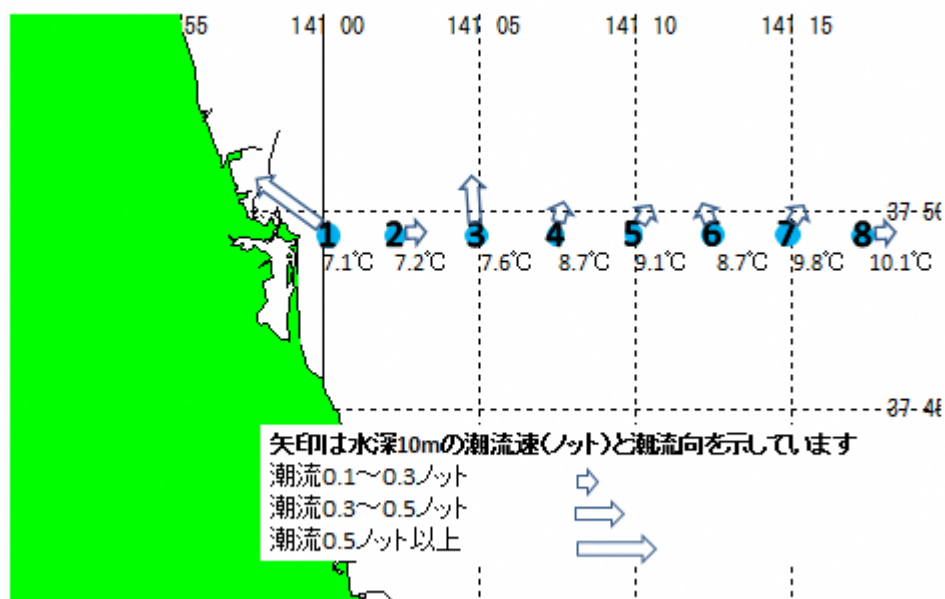 55 141 00 141 05 141 10 141 15
37 56
1 2 3 4 5 6 7 8
7.1℃ 7.2℃ 7.6℃ 8.7℃ 9.1℃ 8.7℃ 9.8℃ 10.1℃
矢印は水深10mの潮流速(ノット)と潮流向を示しています
潮流0.1～0.3ノット
潮流0.3～0.5ノット
潮流0.5ノット以上